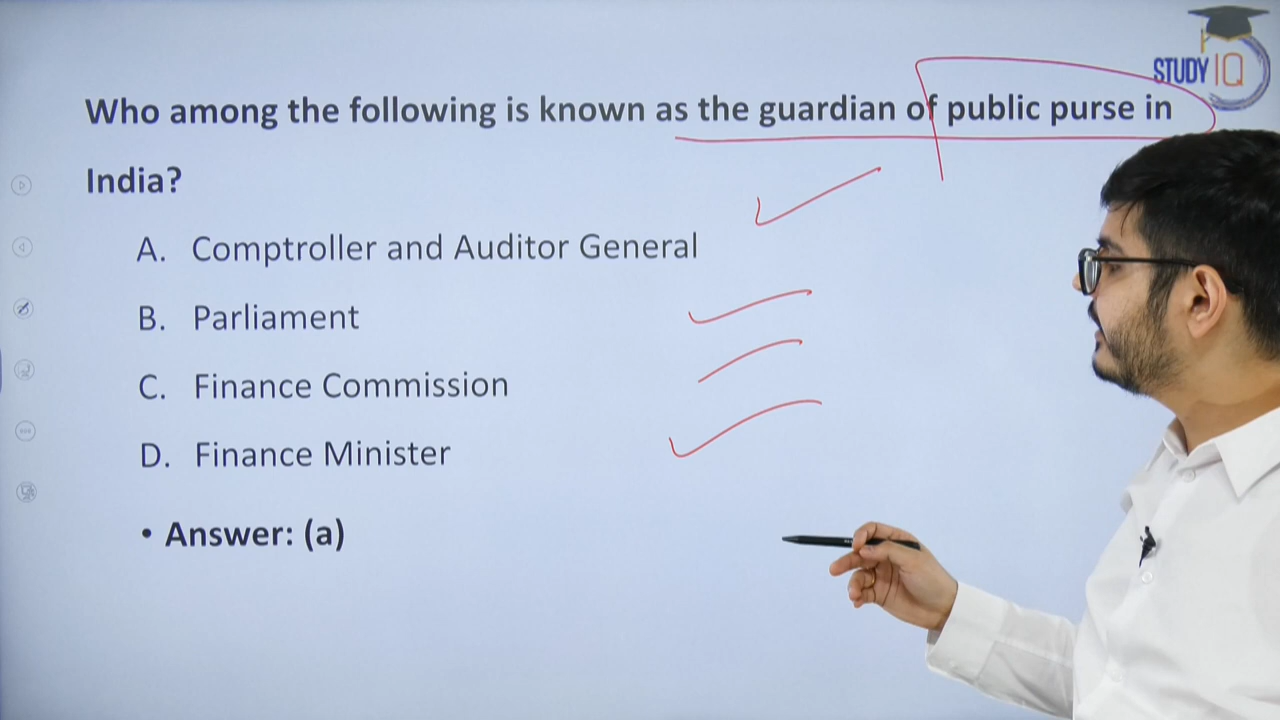 STUDY IQ
Who among the following is known as the guardian of public purse in
India?
A. Comptroller and Auditor General
B. Parliament
C. Finance Commission
D. Finance Minister
• Answer: (a)